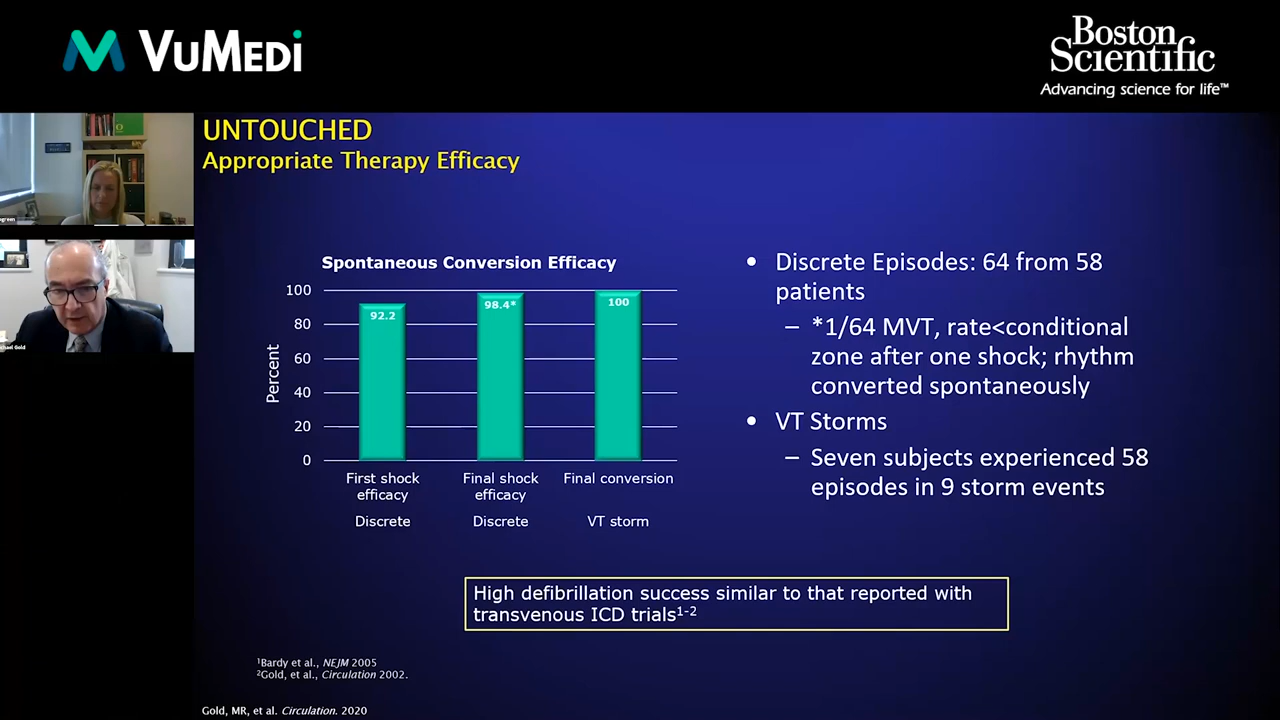 VUMEDI
Boston
Scientific
Advancing science for life™
UNTOUCHED
Appropriate Therapy Efficacy
Spontaneous Conversion Efficacy
100
80
60
40
20
0
Percent
92.2
98.4*
100
First shock
efficacy
Discrete
Final shock
efficacy
Discrete
Final conversion
VT storm
• Discrete Episodes: 64 from 58
patients
– *1/64 MVT, rate<conditional
zone after one shock; rhythm
converted spontaneously
• VT Storms
– Seven subjects experienced 58
episodes in 9 storm events
High defibrillation success similar to that reported with
transvenous ICD trials1-2
1Bardy et al., NEJM 2005
2Gold, et al., Circulation 2002.
Gold, MR, et al. Circulation. 2020